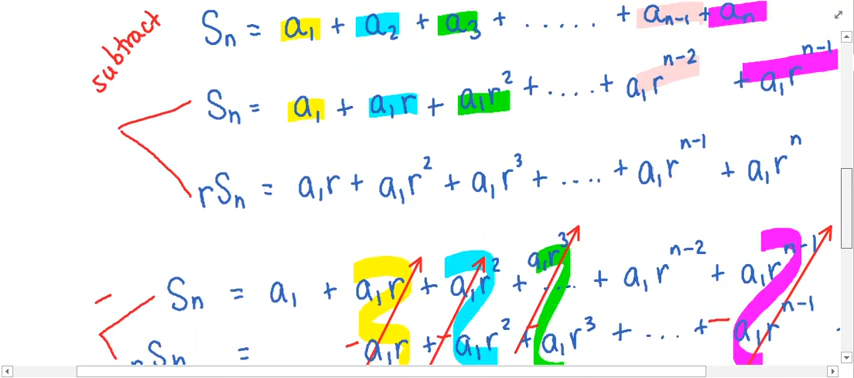 Sₙ = a₁ + a₂ + a₃ + ..... + aₙ₋₁ + aₙ
subtract
Sₙ = a₁ + a₁r + a₁r² + .... + a₁rⁿ⁻² + a₁rⁿ⁻¹
rSₙ = a₁r + a₁r² + a₁r³ + .... + a₁rⁿ⁻¹ + a₁rⁿ
− Sₙ = a₁ + a₁r + a₁r² + a₁r³ .... + a₁rⁿ⁻² + a₁rⁿ⁻¹
rSₙ = − a₁r + − a₁r² + − a₁r³ + ... + − a₁rⁿ⁻¹